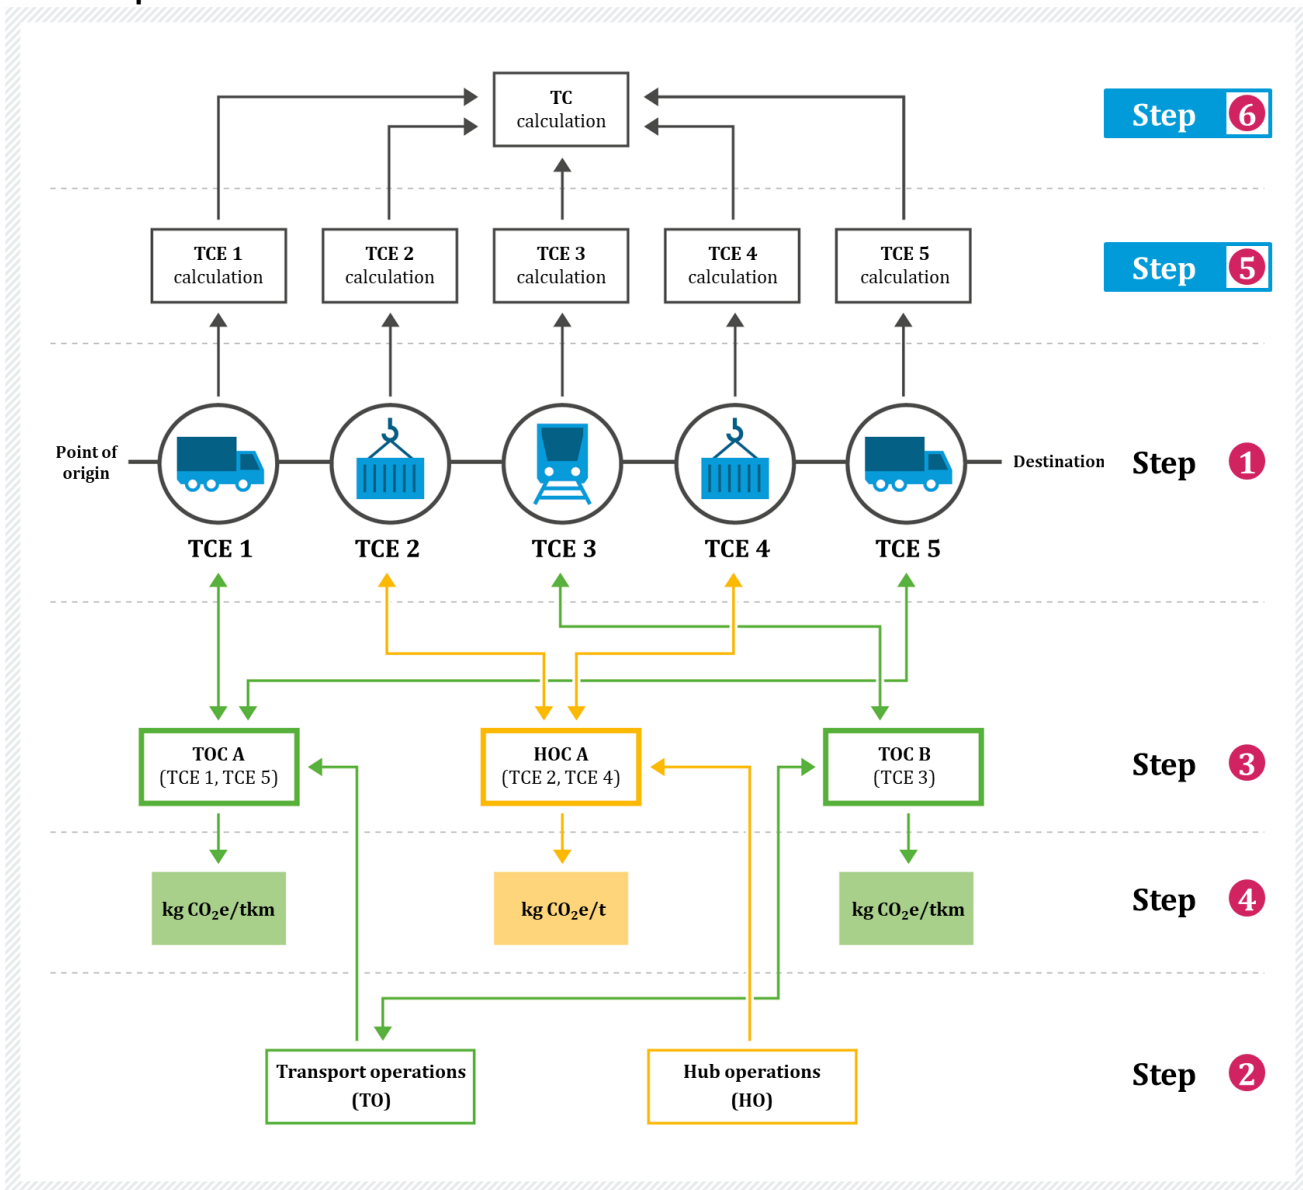 TC
calculation
Step 6
TCE 1
calculation
TCE 2
calculation
TCE 3
calculation
TCE 4
calculation
TCE 5
calculation
Step 5
Point of
origin
Destination
Step 1
TCE 1
TCE 2
TCE 3
TCE 4
TCE 5
TOC A
(TCE 1, TCE 5)
HOC A
(TCE 2, TCE 4)
TOC B
(TCE 3)
Step 3
kg CO₂e/tkm
kg CO₂e/t
kg CO₂e/tkm
Step 4
Transport operations
(TO)
Hub operations
(HO)
Step 2